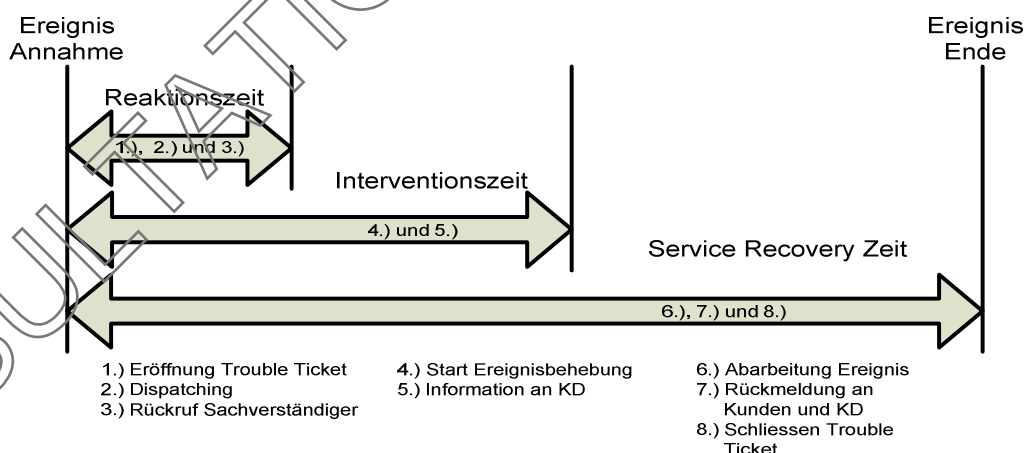 Ereignis
Annahme
Ereignis
Ende
Reaktionszeit
1.), 2.) und 3.)
Interventionszeit
4.) und 5.)
Service Recovery Zeit
6.), 7.) und 8.)
1.) Eröffnung Trouble Ticket
2.) Dispatching
3.) Rückruf Sachverständiger
4.) Start Ereignisbehebung
5.) Information an KD
6.) Abarbeitung Ereignis
7.) Rückmeldung an
Kunden und KD
8.) Schliessen Trouble
Ticket